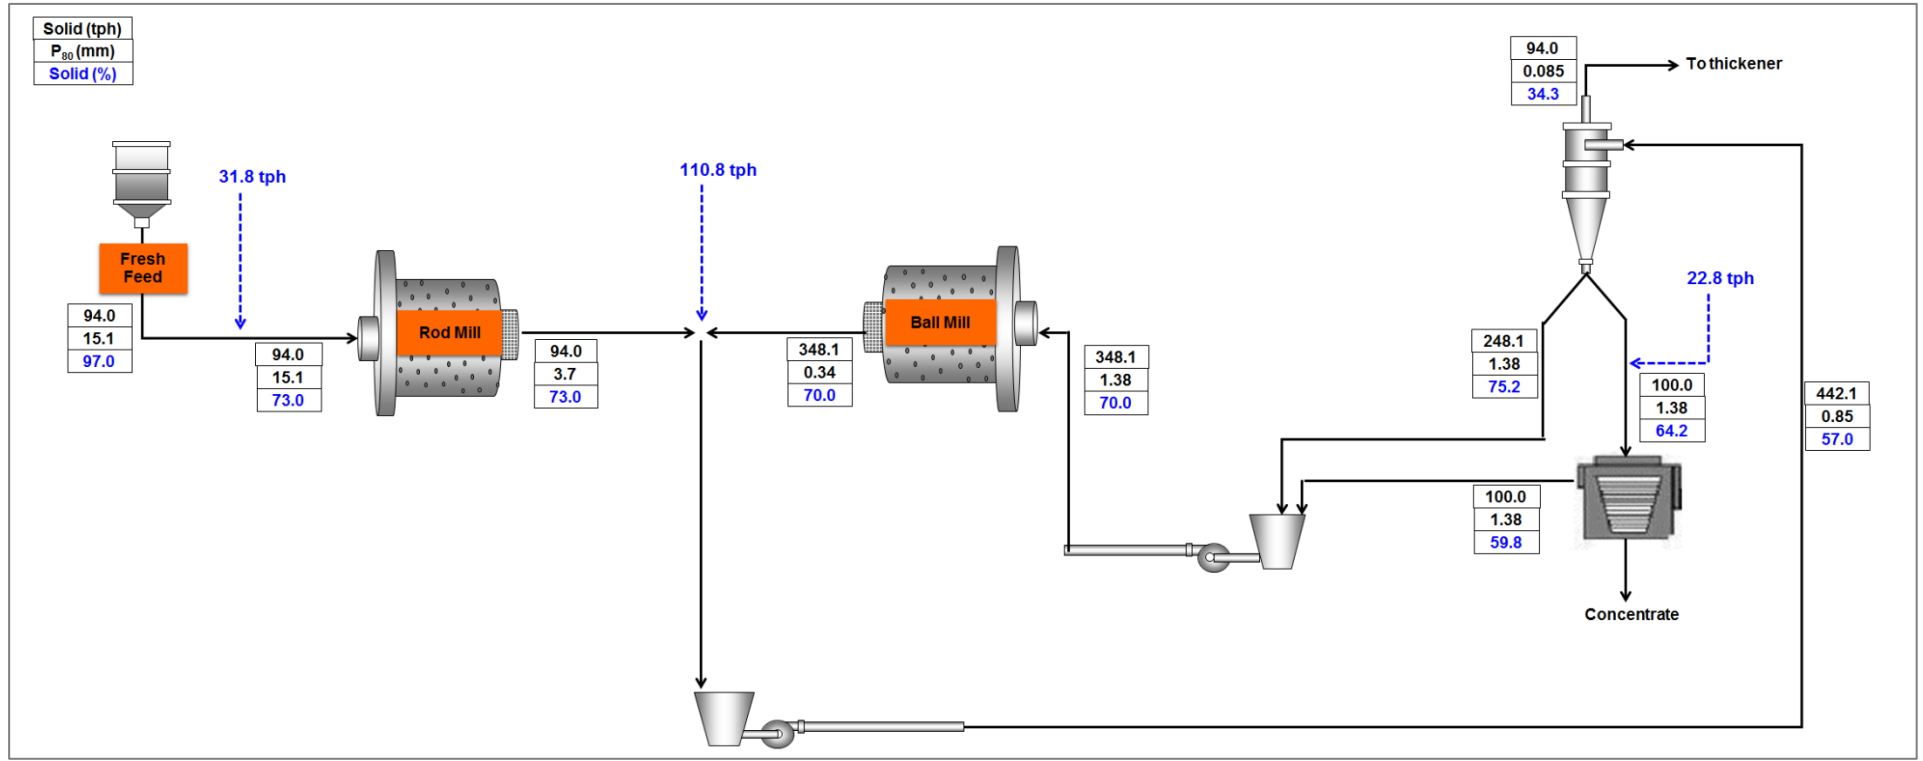 Solid (tph)
P80 (mm)
Solid (%)
94.0
0.085
34.3
To thickener
31.8 tph
110.8 tph
Fresh
Feed
94.0
15.1
97.0
94.0
15.1
73.0
Rod Mill
94.0
3.7
73.0
348.1
0.34
70.0
Ball Mill
348.1
1.38
70.0
248.1
1.38
75.2
22.8 tph
100.0
1.38
64.2
442.1
0.85
57.0
100.0
1.38
59.8
Concentrate